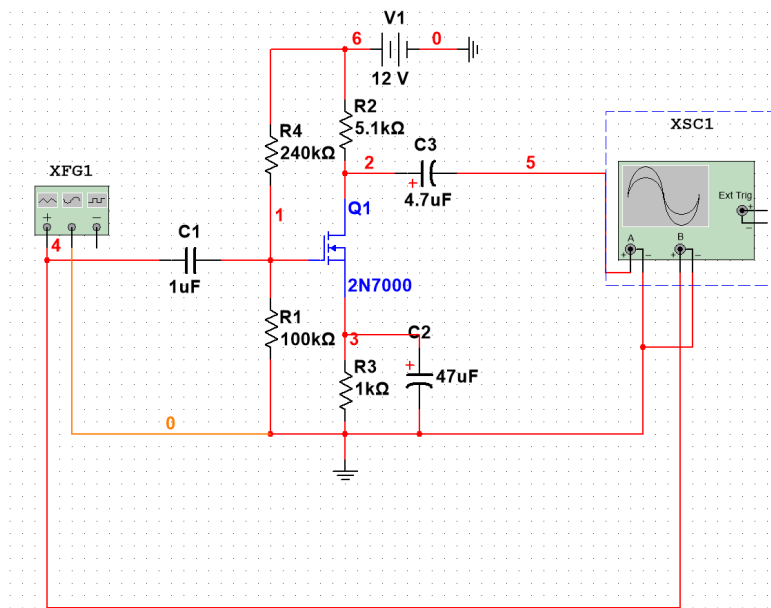 V1
6
0
12 V
R2
5.1kΩ
R4
240kΩ
C3
XSC1
XFG1
2
5
+
4.7uF
Ext Trig
+
−
+
−
1
Q1
A
B
4
C1
+
−
+
−
1uF
2N7000
R1
100kΩ
3
C2
R3
1kΩ
+
47uF
0